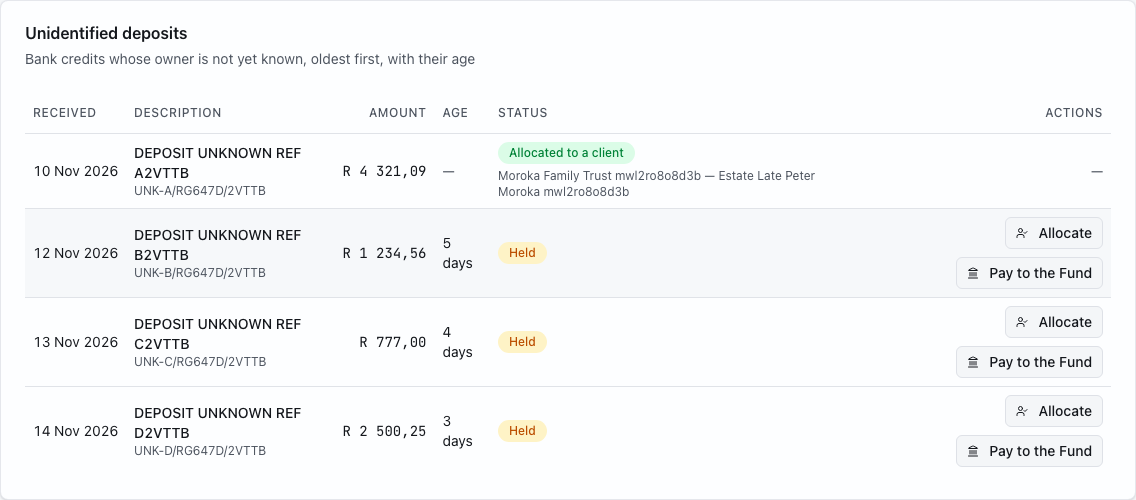 Unidentified deposits
Bank credits whose owner is not yet known, oldest first, with their age
RECEIVED DESCRIPTION AMOUNT AGE STATUS ACTIONS
10 Nov 2026
DEPOSIT UNKNOWN REF
A2VTTB
UNK-A/RG647D/2VTTB
R 4 321,09
—
Allocated to a client
Moroka Family Trust mwl2ro8o8d3b — Estate Late Peter
Moroka mwl2ro8o8d3b
—
12 Nov 2026
DEPOSIT UNKNOWN REF
B2VTTB
UNK-B/RG647D/2VTTB
R 1 234,56
5
days
Held
Allocate
Pay to the Fund
13 Nov 2026
DEPOSIT UNKNOWN REF
C2VTTB
UNK-C/RG647D/2VTTB
R 777,00
4
days
Held
Allocate
Pay to the Fund
14 Nov 2026
DEPOSIT UNKNOWN REF
D2VTTB
UNK-D/RG647D/2VTTB
R 2 500,25
3
days
Held
Allocate
Pay to the Fund